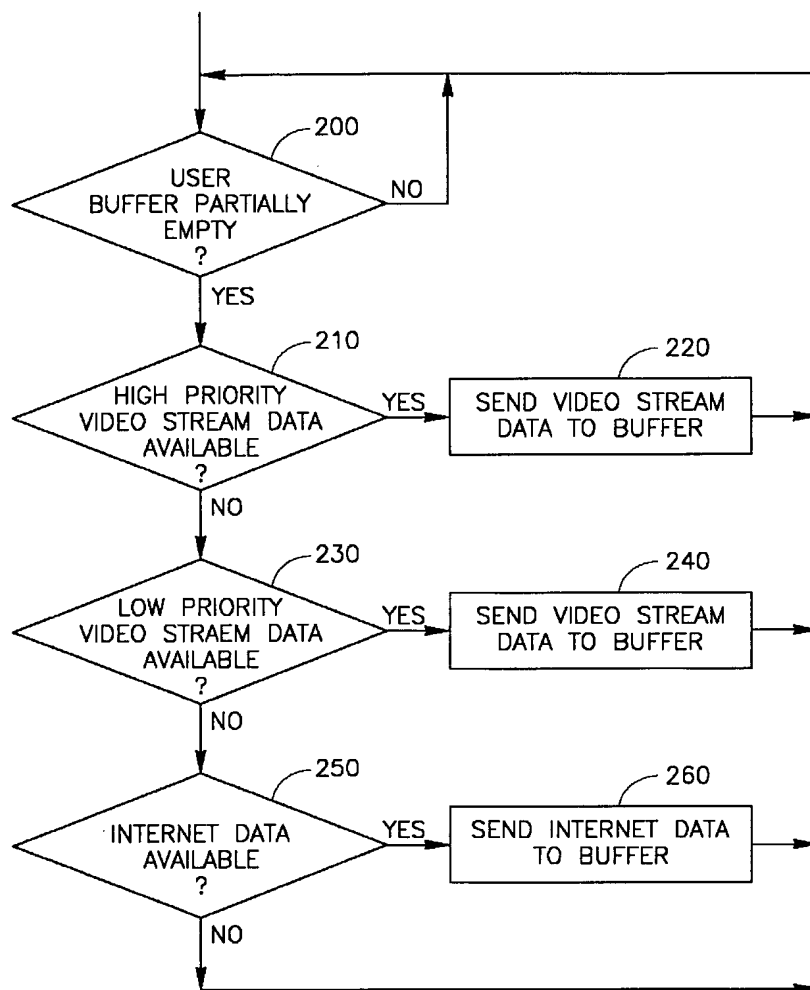 200
USER
BUFFER PARTIALLY
EMPTY
?
NO
YES
210
HIGH PRIORITY
VIDEO STREAM DATA
AVAILABLE
?
YES
NO
220
SEND VIDEO STREAM
DATA TO BUFFER
230
LOW PRIORITY
VIDEO STRAEM DATA
AVAILABLE
?
YES
NO
240
SEND VIDEO STREAM
DATA TO BUFFER
250
INTERNET DATA
AVAILABLE
?
YES
NO
260
SEND INTERNET DATA
TO BUFFER